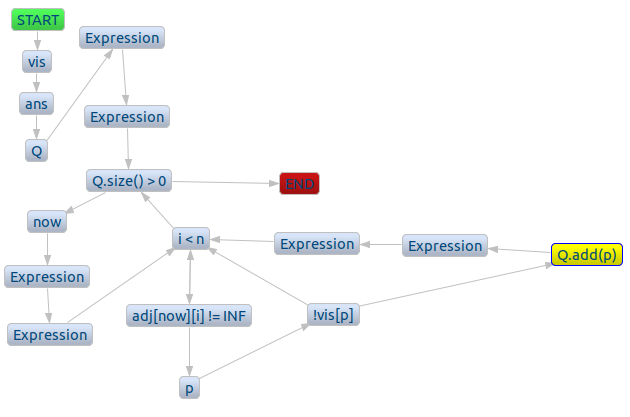 START
vis
ans
Q
Expression
Expression
Q.size() > 0
END
now
Expression
Expression
i < n
Expression
Expression
Q.add(p)
adj[now][i] != INF
!vis[p]
p